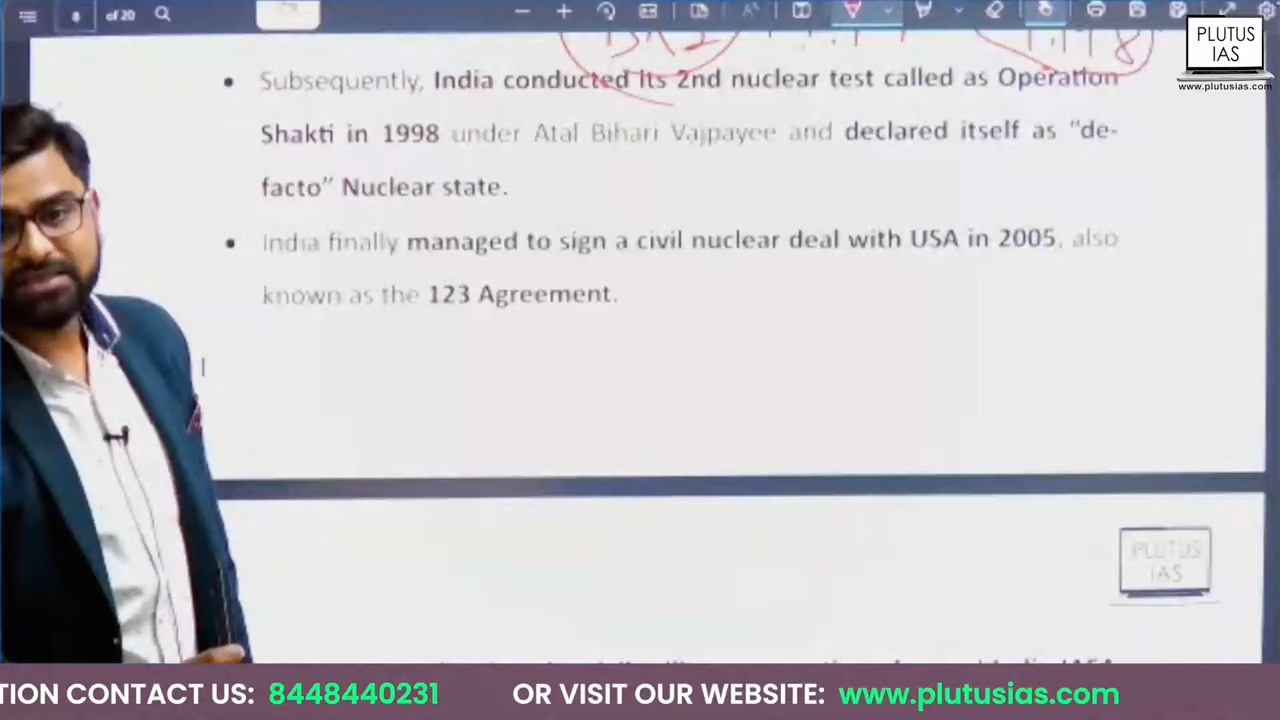 8 of 20
PLUTUS
IAS
www.plutusias.com
Subsequently, India conducted its 2nd nuclear test called as Operation
Shakti in 1998 under Atal Bihari Vajpayee and declared itself as “de-
facto” Nuclear state.
India finally managed to sign a civil nuclear deal with USA in 2005, also
known as the 123 Agreement.
PLUTUS
IAS
TION CONTACT US: 8448440231 OR VISIT OUR WEBSITE: www.plutusias.com